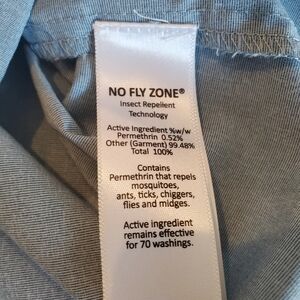 NO FLY ZONE®
Insect Repellent
Technology
Active Ingredient %w/w
Permethrin 0.52%
Other (Garment) 99.48%
Total 100%
Contains
Permethrin that repels
mosquitoes,
ants, ticks, chiggers,
flies and midges.
Active ingredient
remains effective
for 70 washings.